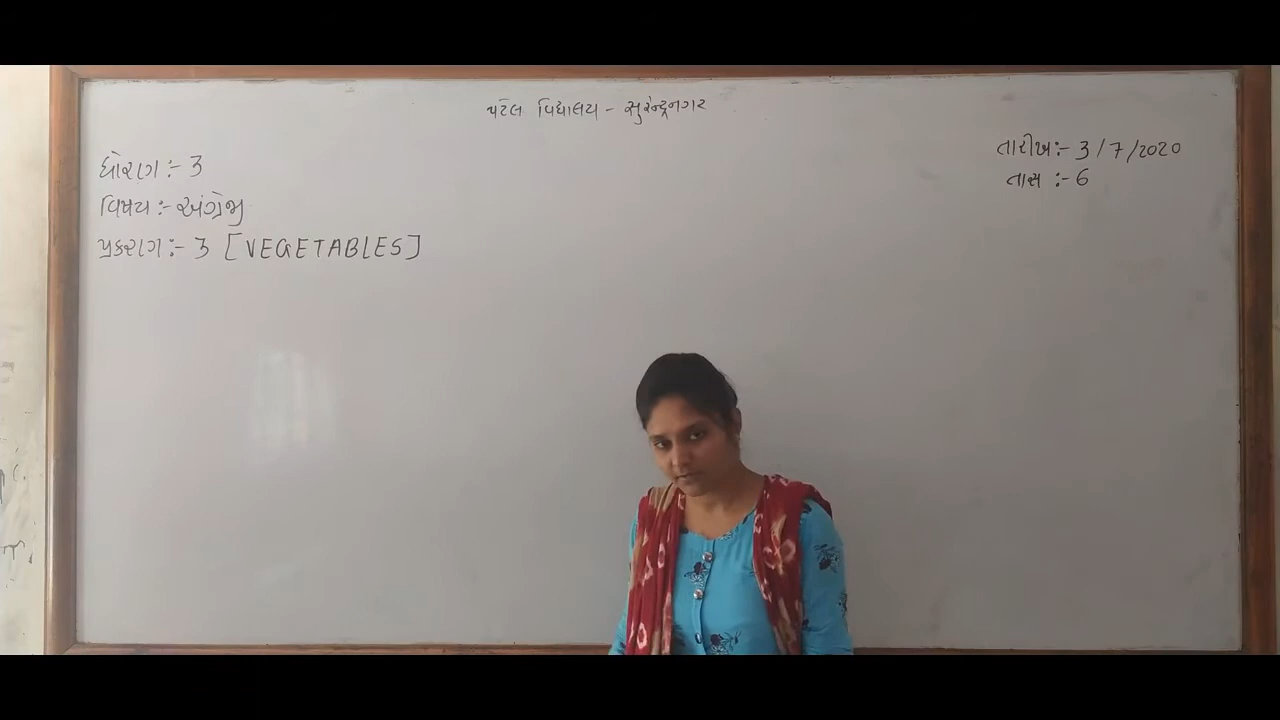 પટેલ વિદ્યાલય - સુરેન્દ્રનગર
તારીખ :- 3/7/2020
તાસ :- 6
ધોરણ :- 3
વિષય :- અંગ્રેજી
પ્રકરણ :- 3 [VEGETABLES]